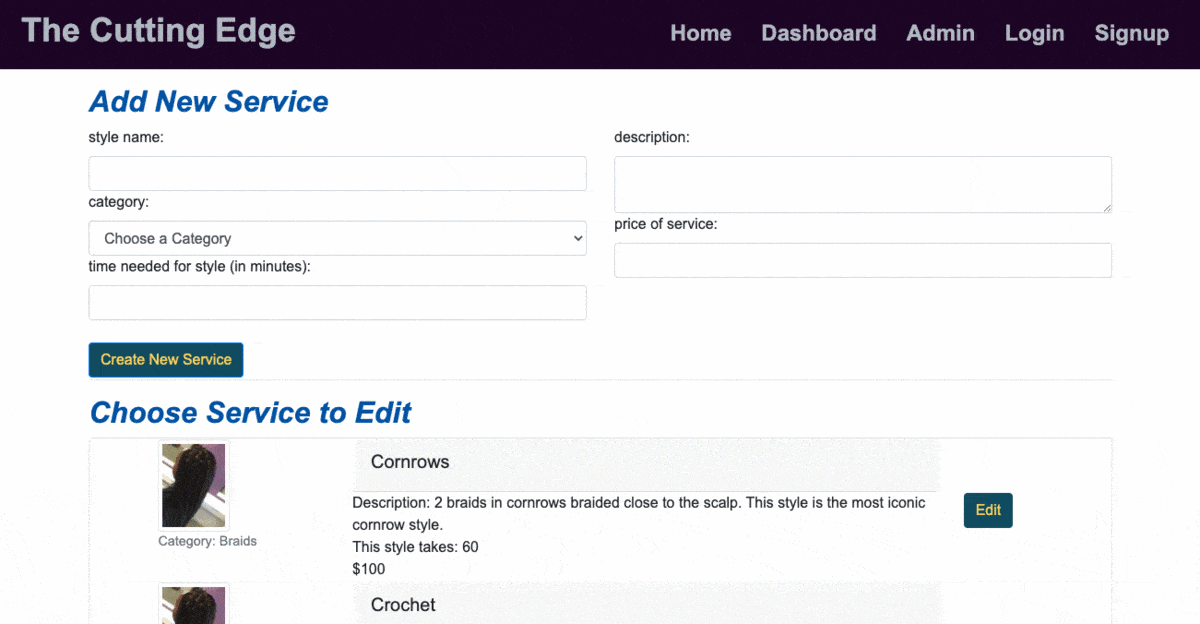 The Cutting Edge
Home Dashboard Admin Login Signup
Add New Service
style name:
description:
category:
Choose a Category
price of service:
time needed for style (in minutes):
Create New Service
Choose Service to Edit
Cornrows
Description: 2 braids in cornrows braided close to the scalp. This style is the most iconic
cornrow style.
This style takes: 60
$100
Category: Braids
Edit
Crochet